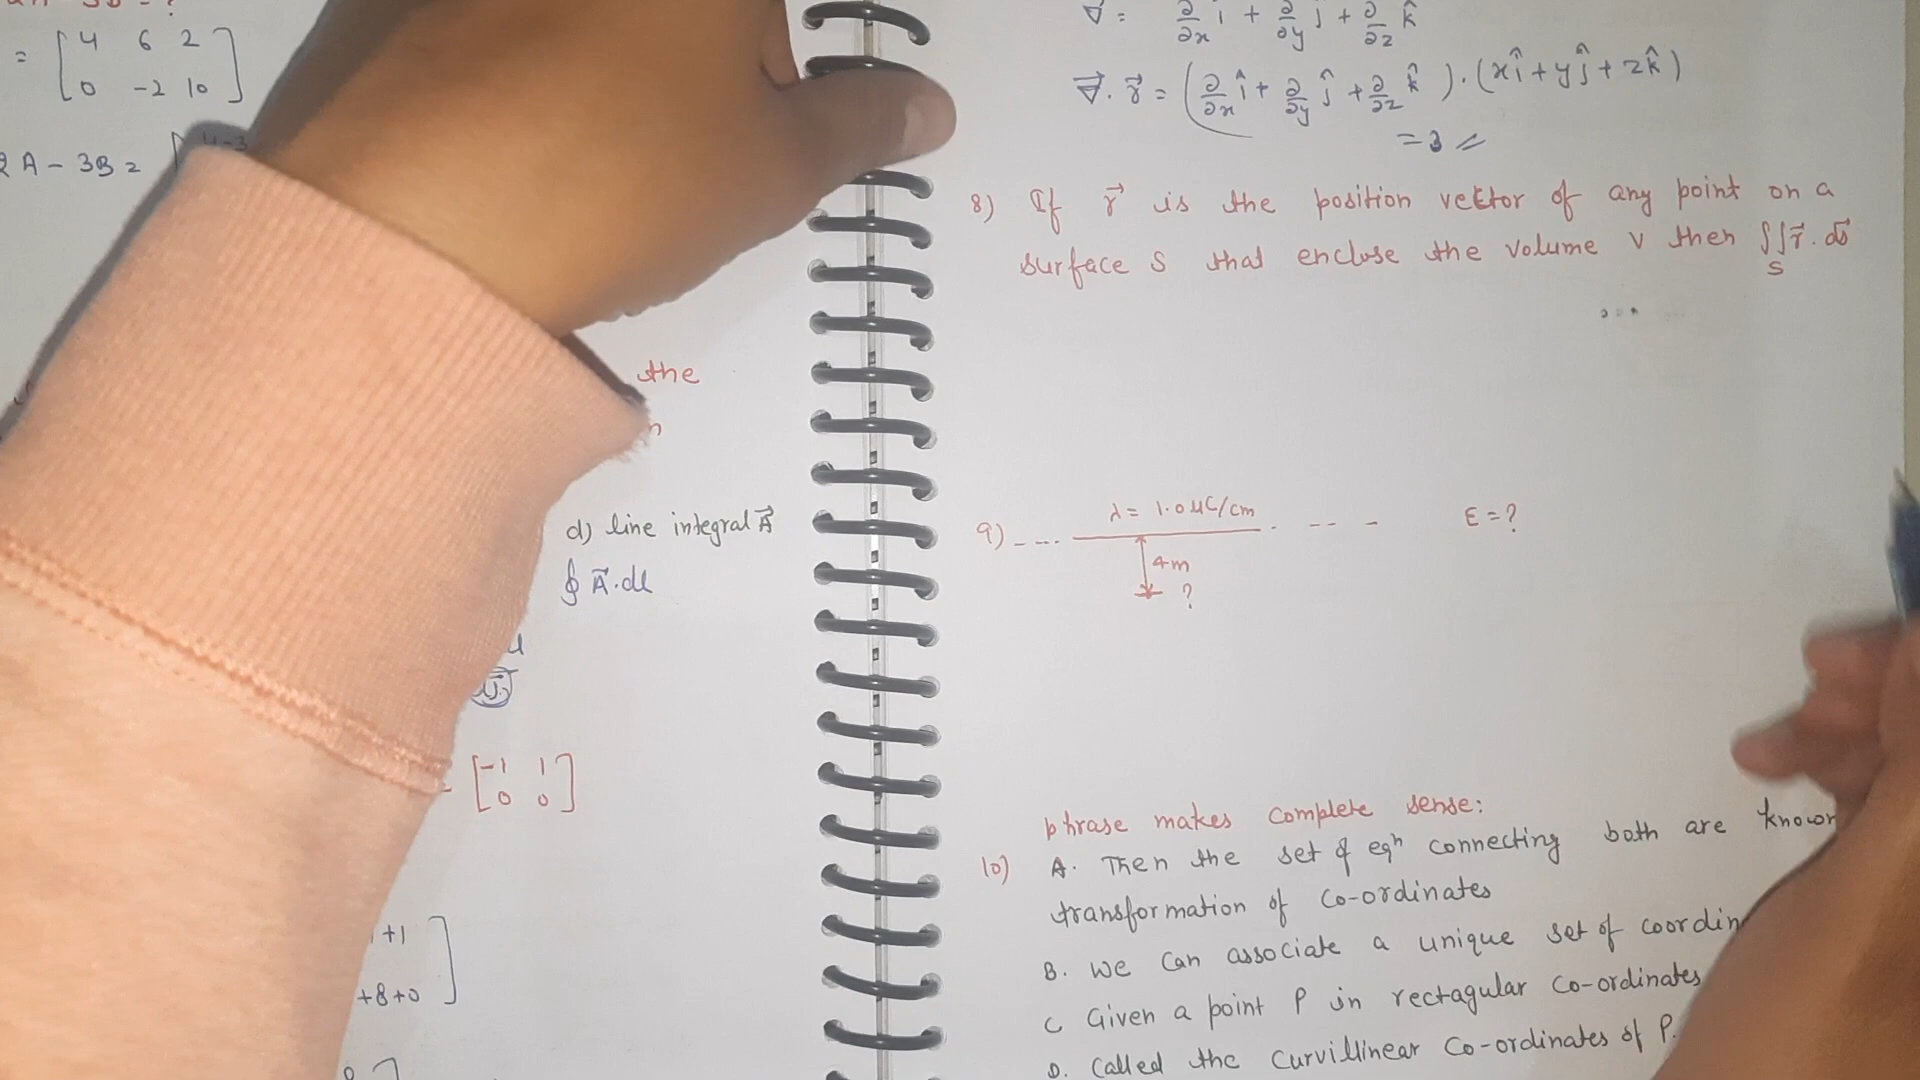 = [ 4 6 2
0 -2 10 ]
2A - 3B =
the
d) line integral A⃗
∮ A⃗.dl
[ -1 1
0 0 ]
+1
+8+0
∇⃗ = ∂/∂x î + ∂/∂y ĵ + ∂/∂z k̂
∇⃗. r⃗ = ( ∂/∂x î + ∂/∂y ĵ + ∂/∂z k̂ ) . (xî + yĵ + zk̂)
= 3
8) If r⃗ is the position vector of any point on a
surface S that enclose the volume V then ∬ r⃗. ds⃗
S
9) - ... λ = 1.0 μC/cm - - - E = ?
4m
?
phrase makes complete sense:
10) A. Then the set of eqn connecting both are known
transformation of Co-ordinates
B. We can associate a unique set of coordin
C Given a point P in rectagular Co-ordinates
D. Called the Curvillinear Co-ordinates of P.